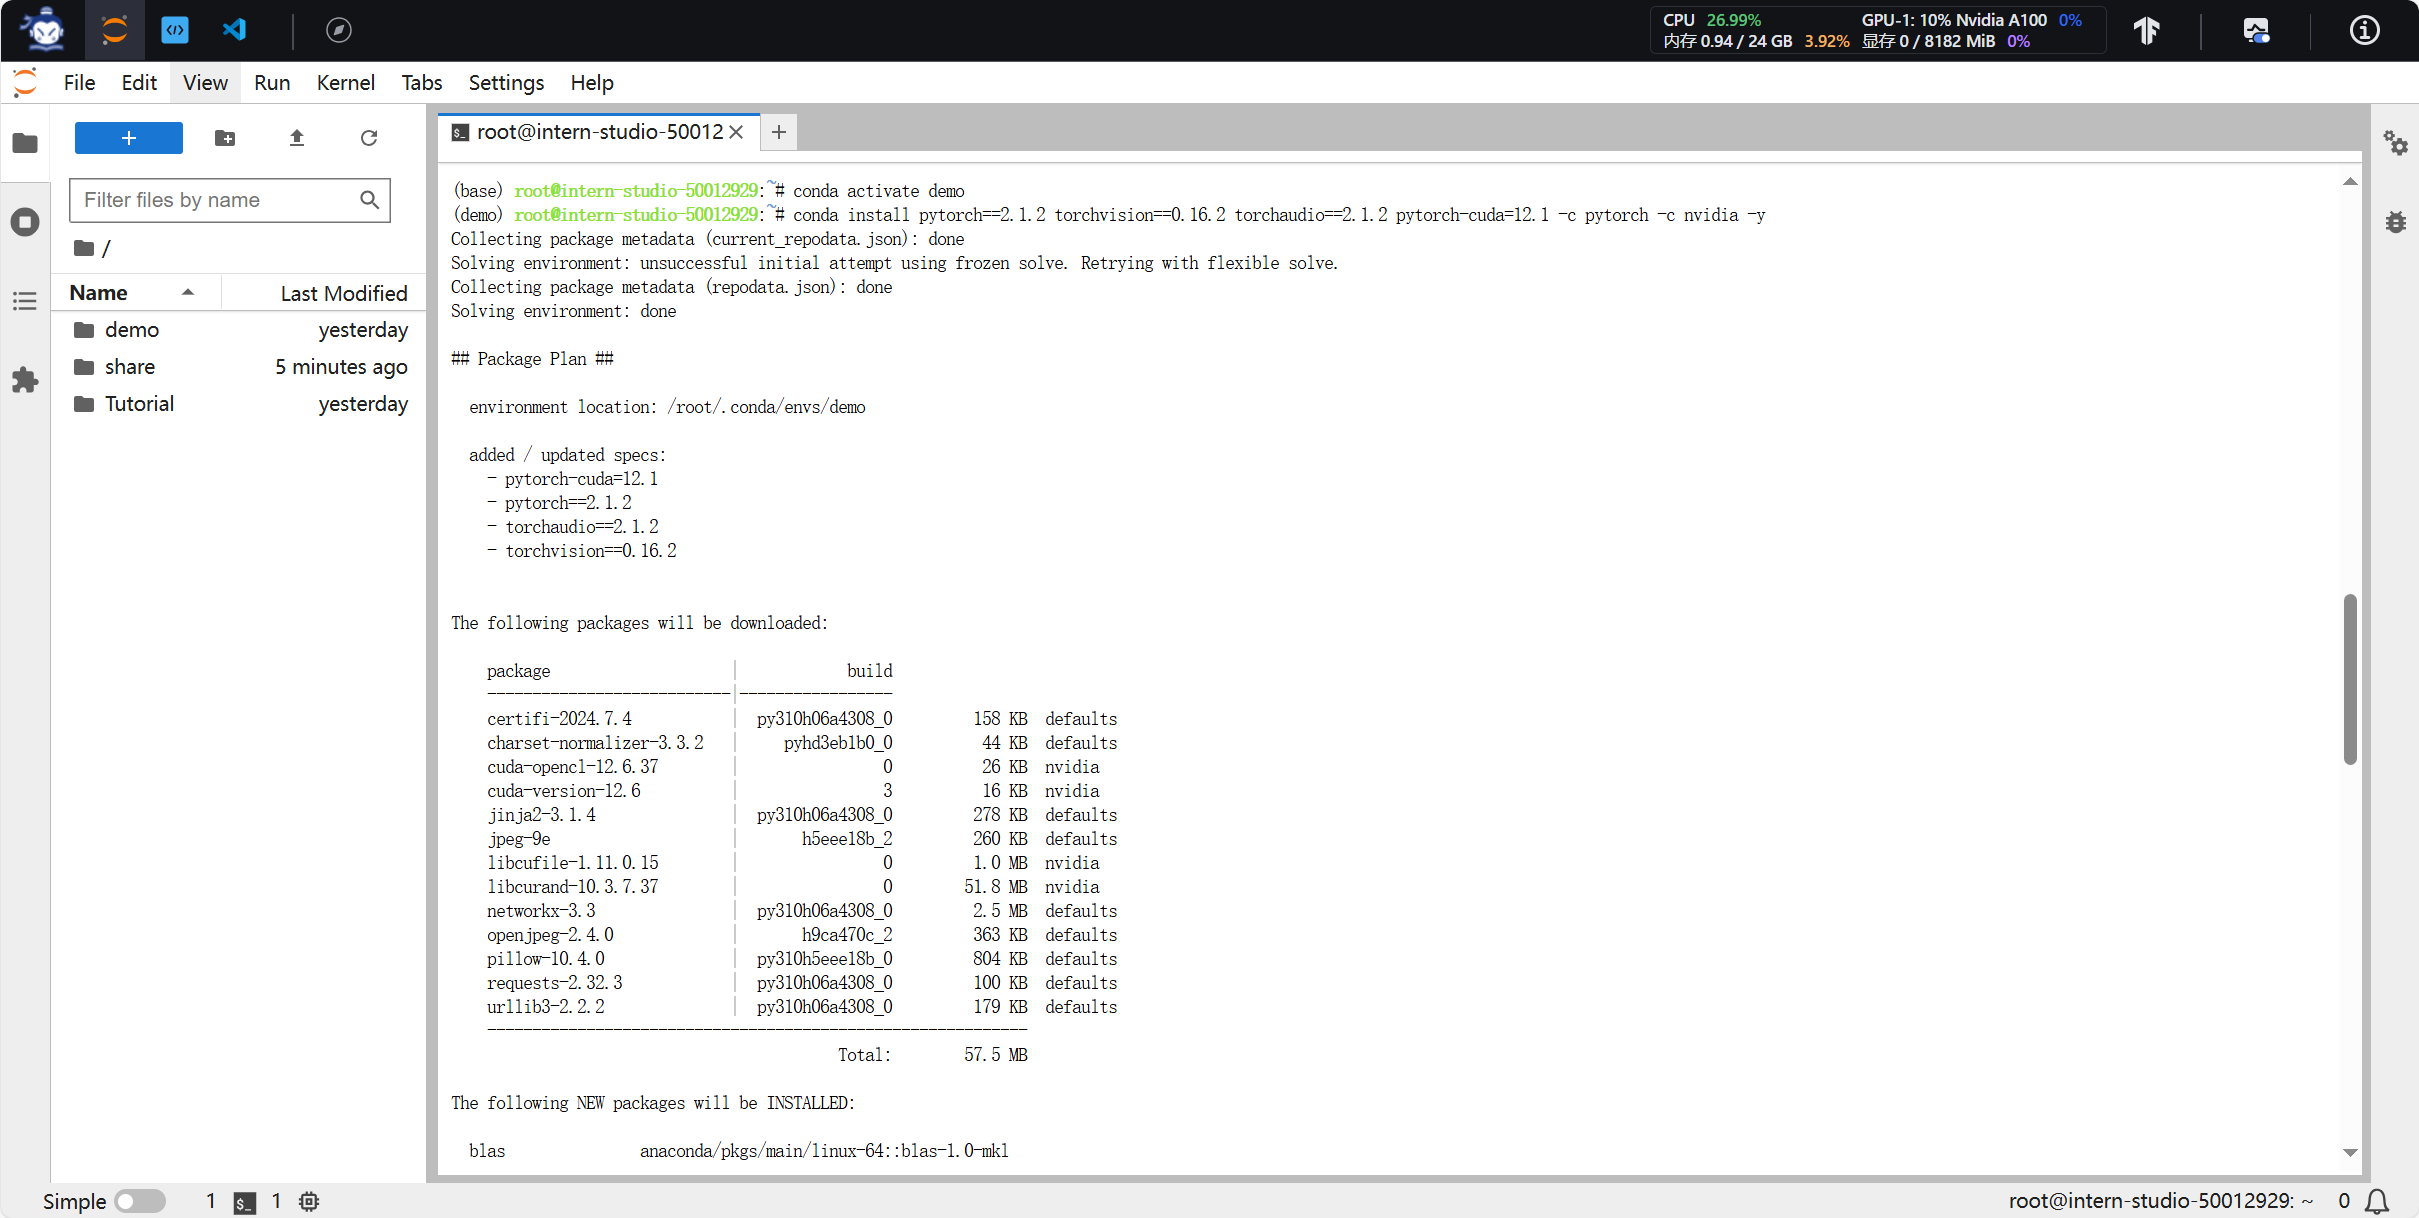 CPU 26.99% GPU-1: 10% Nvidia A100 0%
内存 0.94 / 24 GB 3.92% 显存 0 / 8182 MiB 0%
File Edit View Run Kernel Tabs Settings Help
+
root@intern-studio-50012
Filter files by name
/
Name Last Modified
demo yesterday
share 5 minutes ago
Tutorial yesterday
(base) root@intern-studio-50012929:~# conda activate demo
(demo) root@intern-studio-50012929:~# conda install pytorch==2.1.2 torchvision==0.16.2 torchaudio==2.1.2 pytorch-cuda=12.1 -c pytorch -c nvidia -y
Collecting package metadata (current_repodata.json): done
Solving environment: unsuccessful initial attempt using frozen solve. Retrying with flexible solve.
Collecting package metadata (repodata.json): done
Solving environment: done
## Package Plan ##
environment location: /root/.conda/envs/demo
added / updated specs:
- pytorch-cuda=12.1
- pytorch==2.1.2
- torchaudio==2.1.2
- torchvision==0.16.2
The following packages will be downloaded:
package | build
---------------------------|-----------------
certifi-2024.7.4 | py310h06a4308_0 158 KB defaults
charset-normalizer-3.3.2 | pyhd3eb1b0_0 44 KB defaults
cuda-opencl-12.6.37 | 0 26 KB nvidia
cuda-version-12.6 | 3 16 KB nvidia
jinja2-3.1.4 | py310h06a4308_0 278 KB defaults
jpeg-9e | h5eee18b_2 260 KB defaults
libcufile-1.11.0.15 | 0 1.0 MB nvidia
libcurand-10.3.7.37 | 0 51.8 MB nvidia
networkx-3.3 | py310h06a4308_0 2.5 MB defaults
openjpeg-2.4.0 | h9ca470c_2 363 KB defaults
pillow-10.4.0 | py310h5eee18b_0 804 KB defaults
requests-2.32.3 | py310h06a4308_0 100 KB defaults
urllib3-2.2.2 | py310h06a4308_0 179 KB defaults
------------------------------------------------------------
Total: 57.5 MB
The following NEW packages will be INSTALLED:
blas anaconda/pkgs/main/linux-64::blas-1.0-mkl
Simple 1 $_ 1 root@intern-studio-50012929: ~ 0